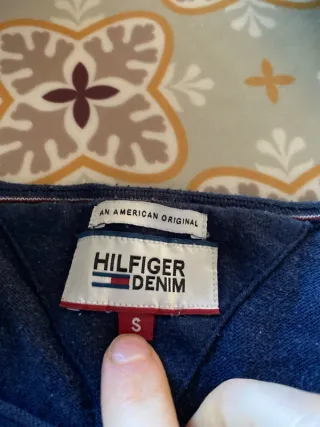 AN AMERICAN ORIGINAL
HILFIGER
DENIM
S